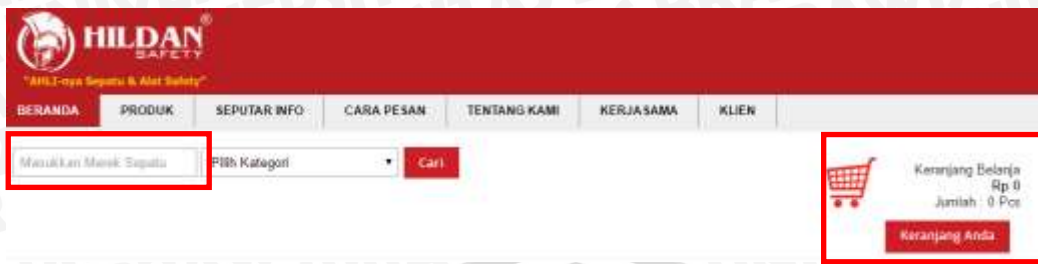 HILDAN®
SAFETY
"AHLI-nya Sepatu & Alat Safety"
BERANDA PRODUK SEPUTAR INFO CARA PESAN TENTANG KAMI KERJASAMA KLIEN
Masukkan Merek Sepatu Pilih Kategori Cari
Keranjang Belanja
Rp 0
Jumlah : 0 Pcs
Keranjang Anda